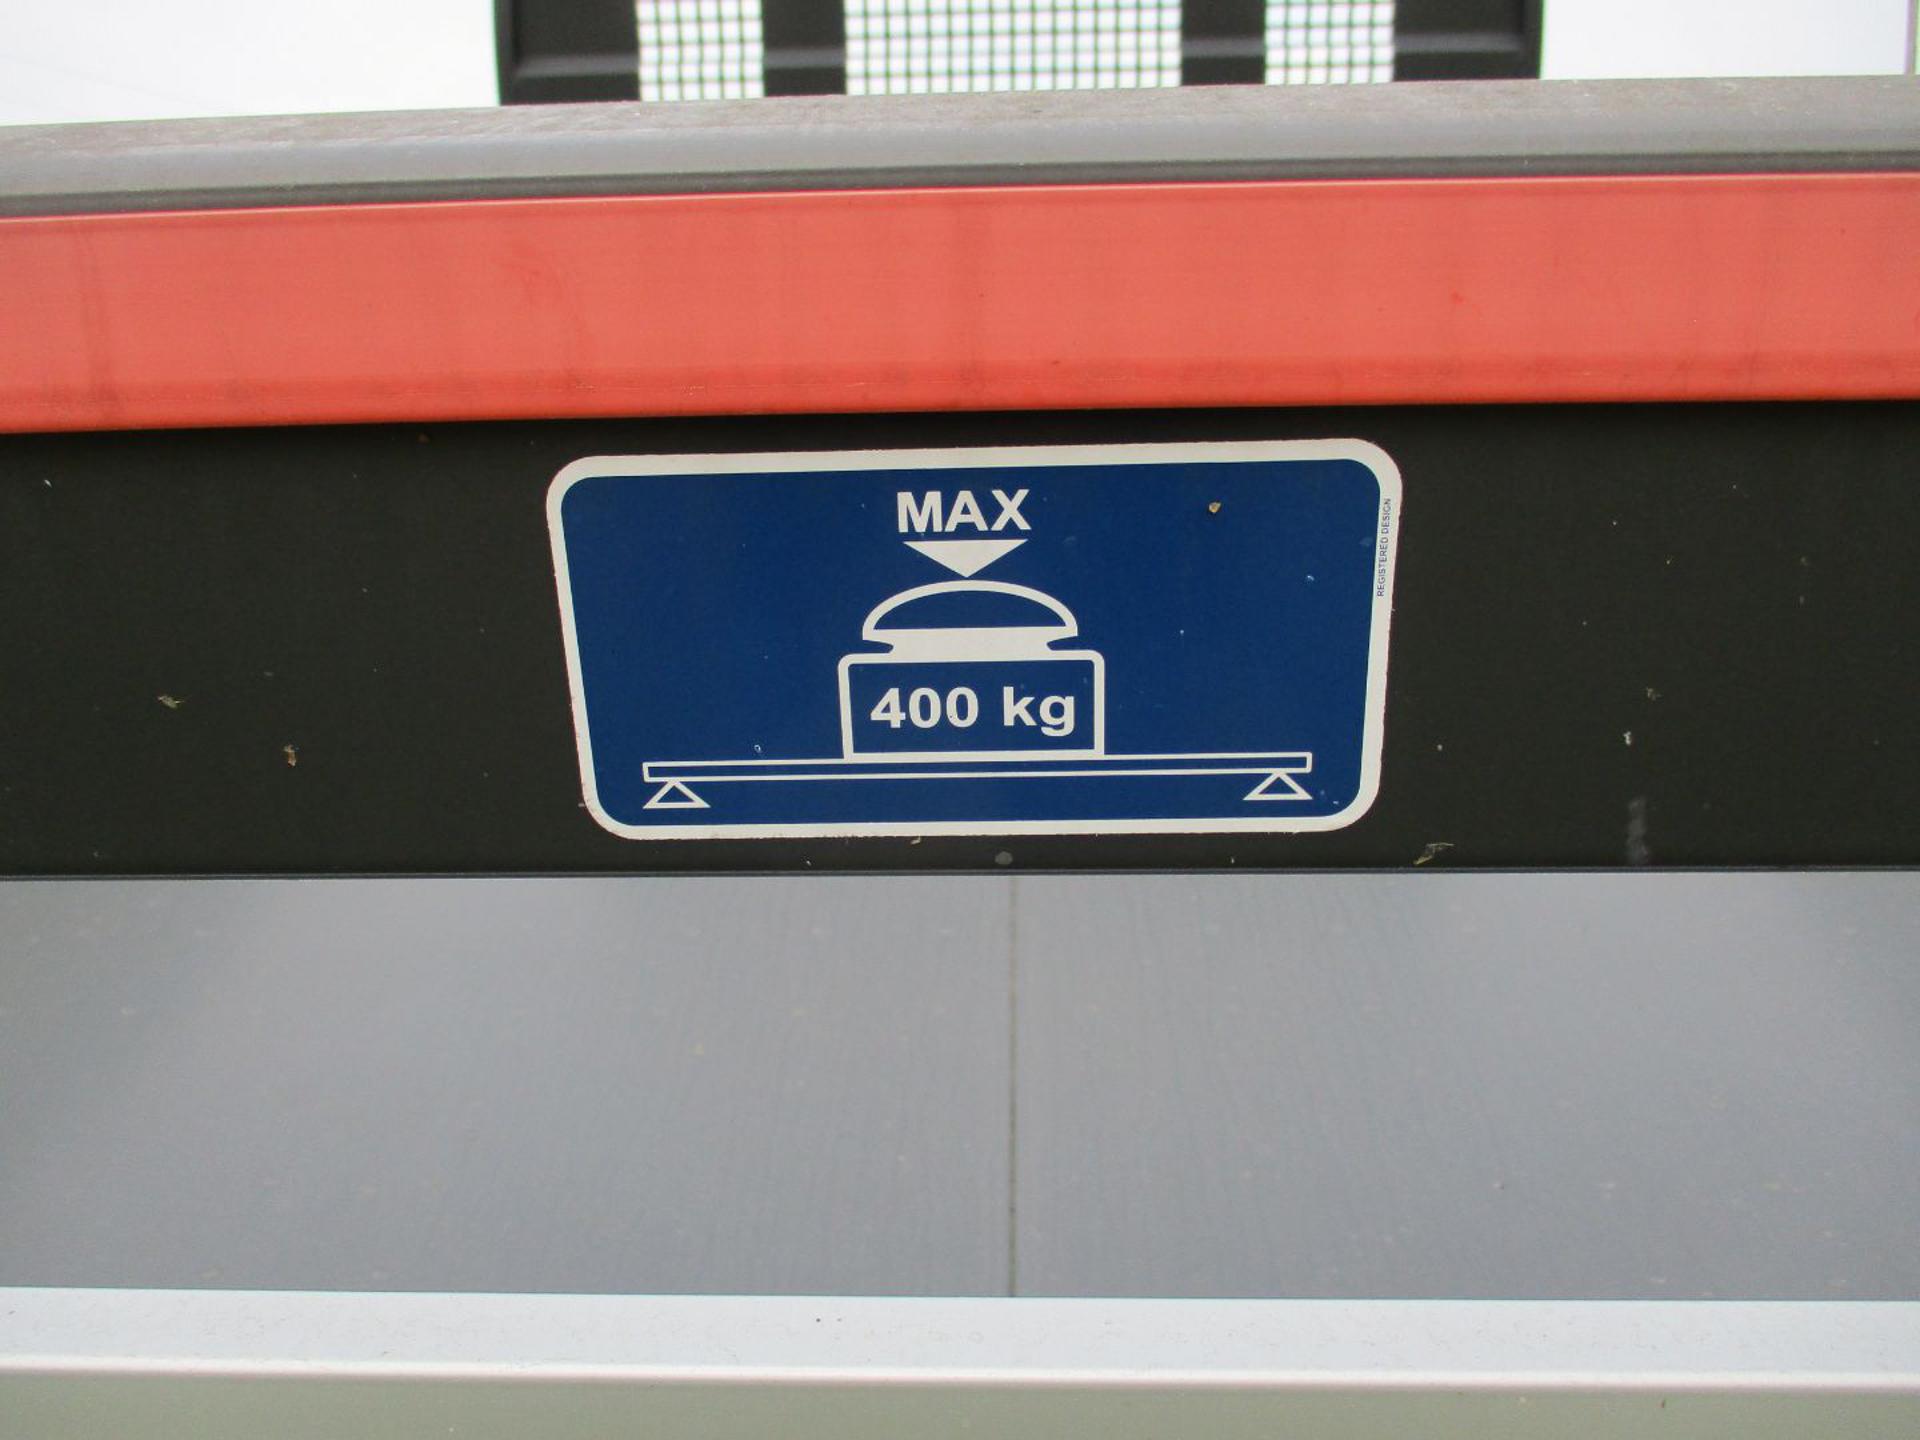 MAX
400 kg
REGISTERED DESIGN